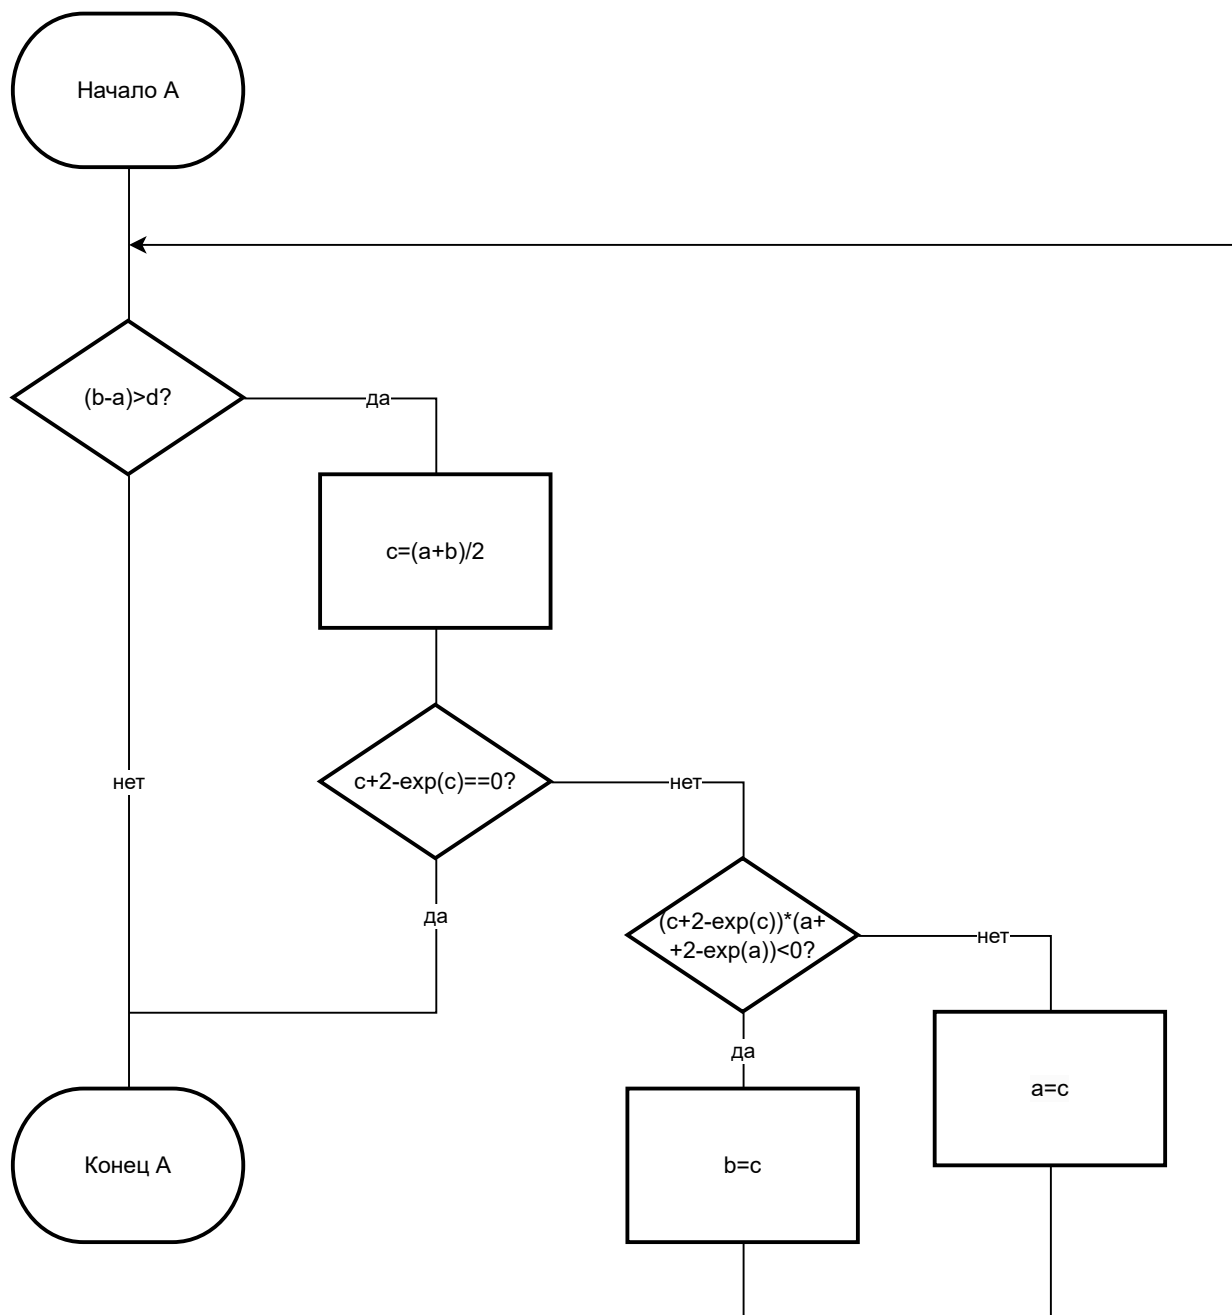 Начало А
(b-a)>d?
да
c=(a+b)/2
нет
c+2-exp(c)==0?
нет
да
(c+2-exp(c))*(a+
+2-exp(a))<0?
нет
да
a=c
Конец А
b=c